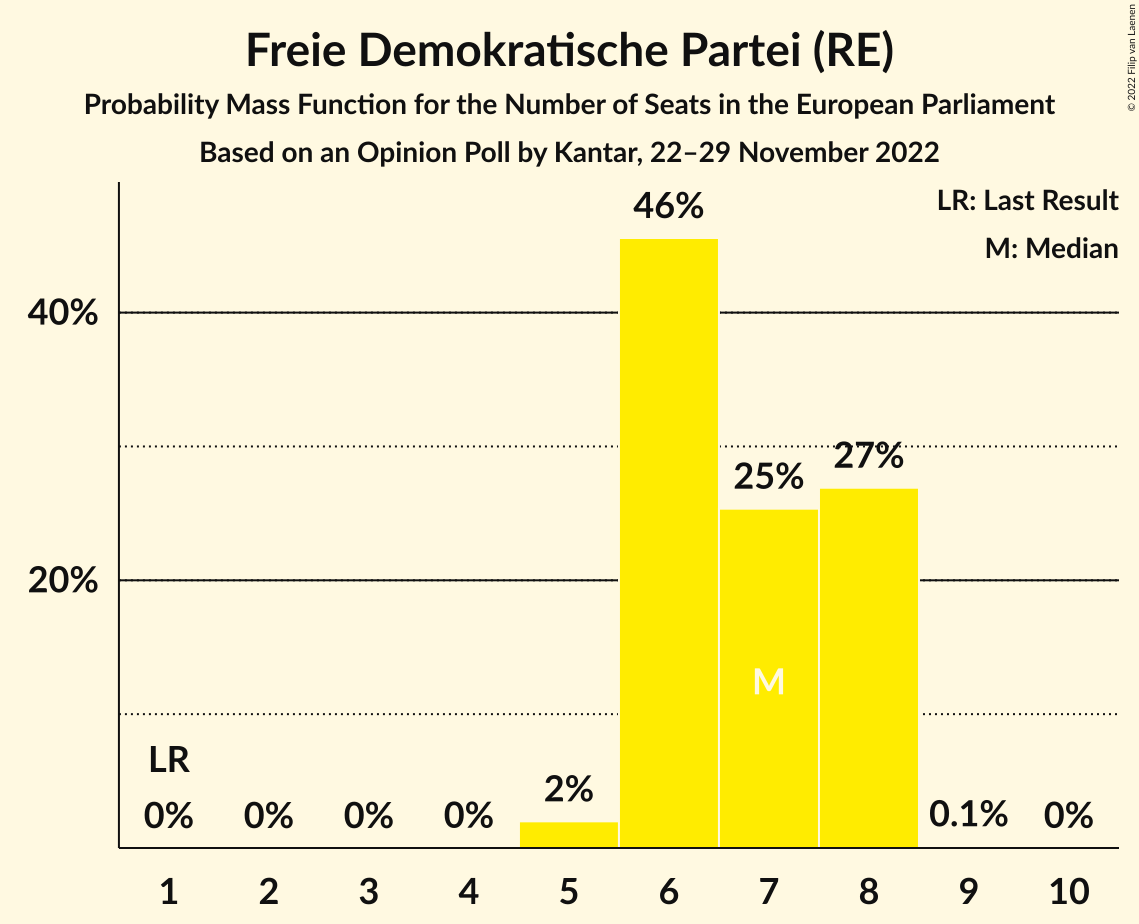 Freie Demokratische Partei (RE)
Probability Mass Function for the Number of Seats in the European Parliament
Based on an Opinion Poll by Kantar, 22–29 November 2022
© 2022 Filip van Laenen
LR: Last Result
M: Median
46%
40%
27%
25%
20%
M
LR
2%
0% 0% 0% 0% 0.1% 0%
1 2 3 4 5 6 7 8 9 10